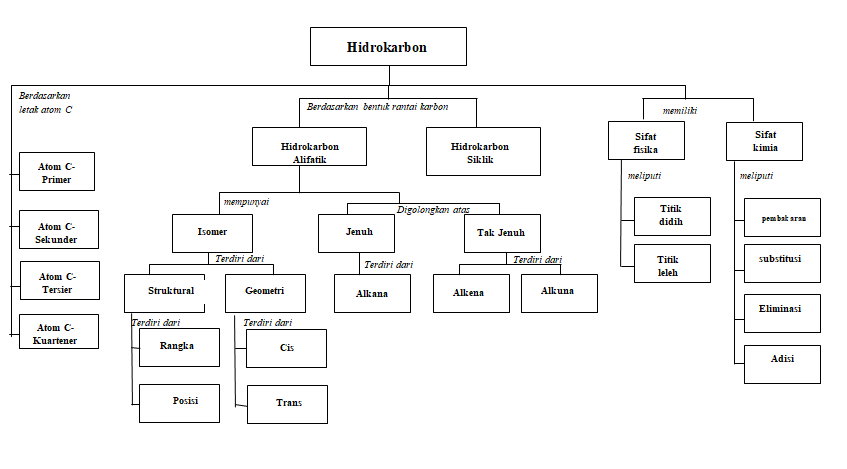 Hidrokarbon
Berdasarkan
letak atom C
Berdasarkan bentuk rantai karbon
memiliki
Hidrokarbon
Alifatik
Hidrokarbon
Siklik
Sifat
fisika
Sifat
kimia
Atom C-
Primer
Atom C-
Sekunder
Atom C-
Tersier
Atom C-
Kuartener
mempunyai
Digolongkan atas
meliputi
meliputi
Isomer
Jenuh
Tak Jenuh
Titik
didih
Titik
leleh
pembakaran
substitusi
Eliminasi
Adisi
Terdiri dari
Terdiri dari
Terdiri dari
Struktural
Geometri
Alkana
Alkena
Alkuna
Terdiri dari
Terdiri dari
Rangka
Cis
Posisi
Trans